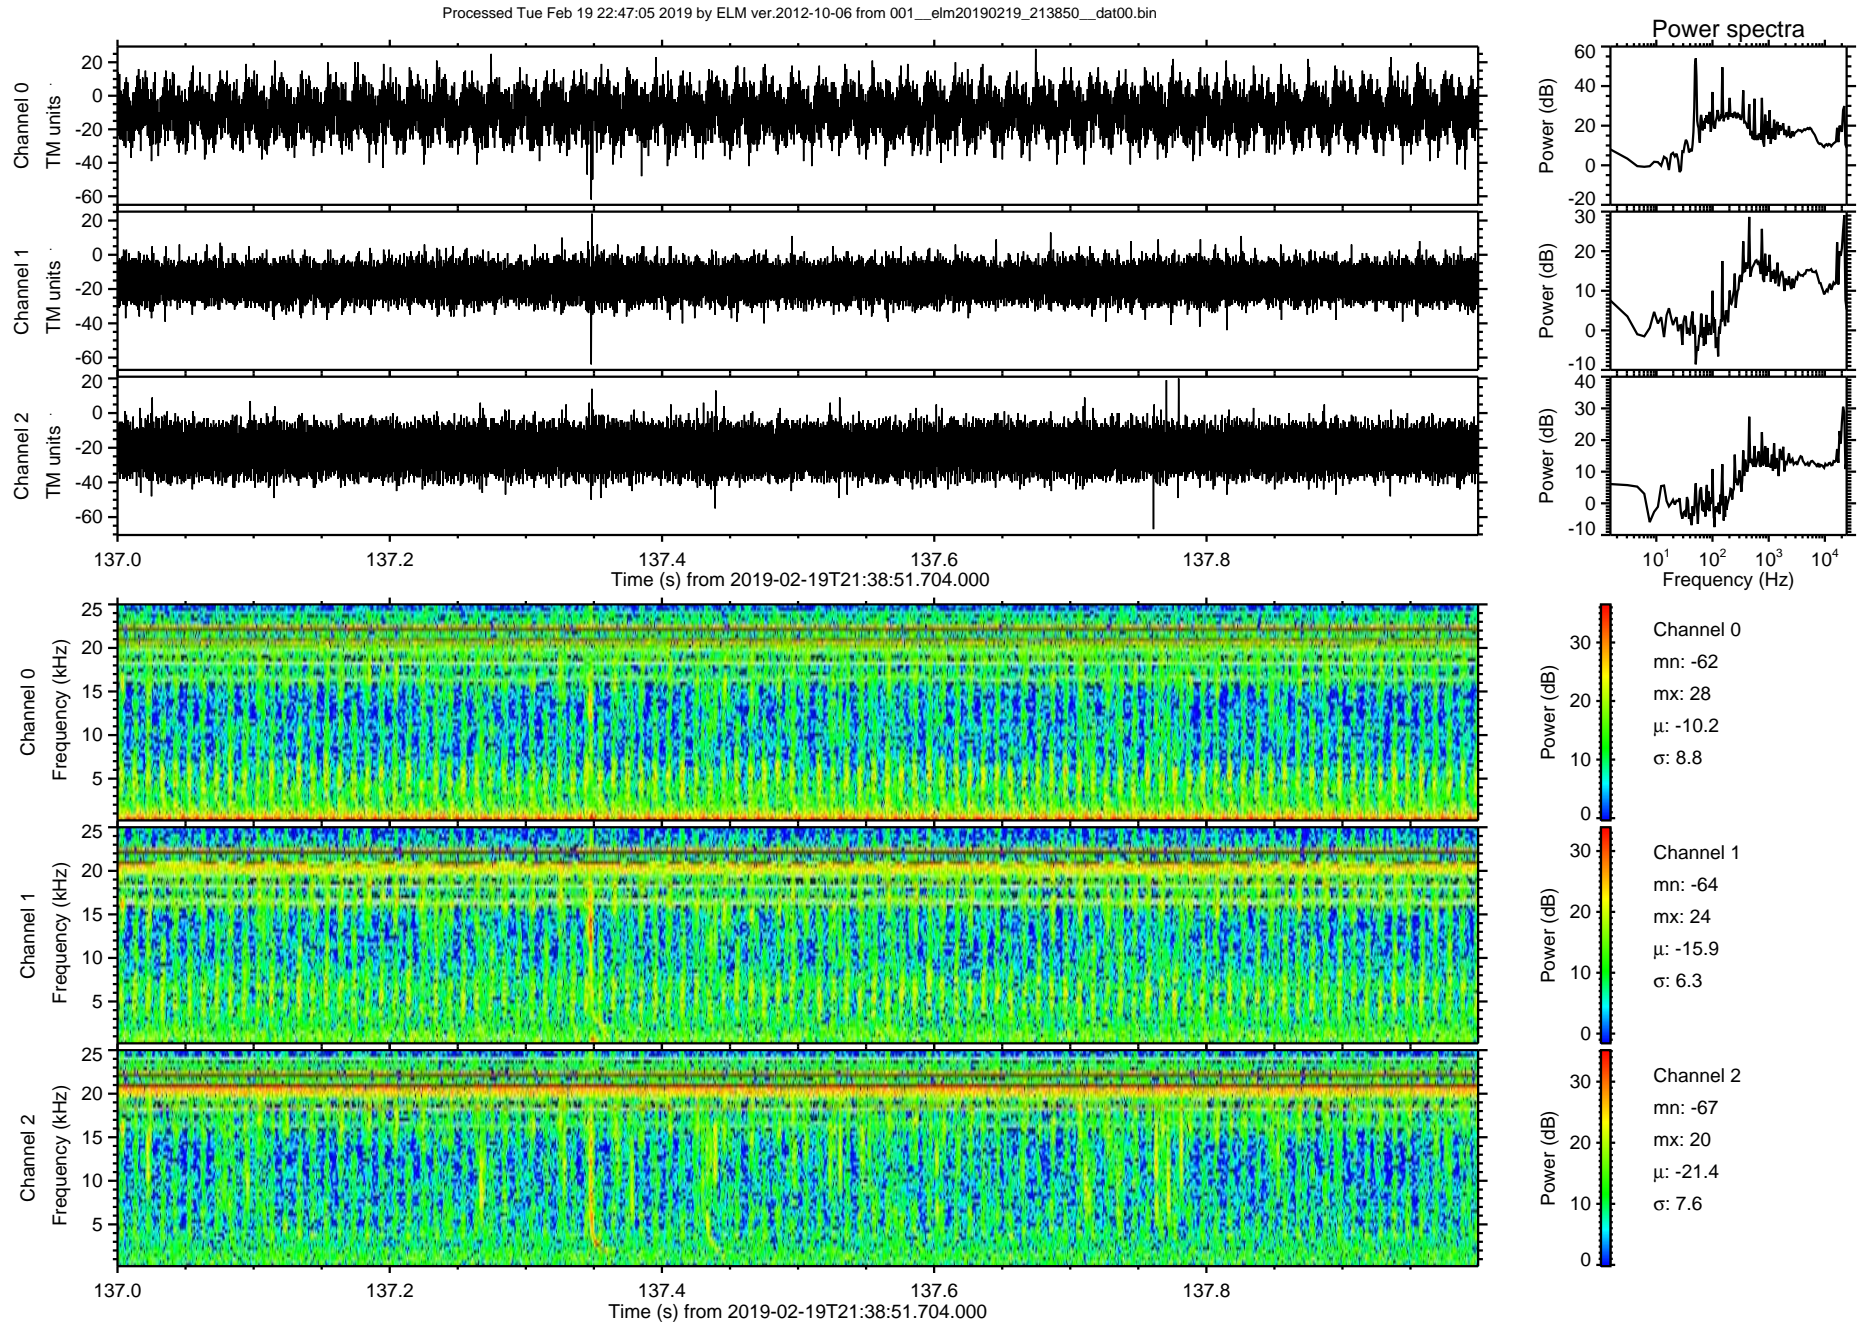 Processed Tue Feb 19 22:47:05 2019 by ELM ver.2012-10-06 from 001__elm20190219_213850__dat00.bin
Power spectra
Channel 0
TM units
20
0
-20
-40
-60
Power (dB)
60
40
20
0
-20
Channel 1
TM units
20
0
-20
-40
-60
Power (dB)
30
20
10
0
-10
Channel 2
TM units
20
0
-20
-40
-60
Power (dB)
40
30
20
10
0
-10
137.0 137.2 137.4 137.6 137.8
Time (s) from 2019-02-19T21:38:51.704.000
10¹ 10² 10³ 10⁴
Frequency (Hz)
Channel 0
Frequency (kHz)
25
20
15
10
5
Power (dB)
30
20
10
0
Channel 0
mn: -62
mx: 28
μ: -10.2
σ: 8.8
Channel 1
Frequency (kHz)
25
20
15
10
5
Power (dB)
30
20
10
0
Channel 1
mn: -64
mx: 24
μ: -15.9
σ: 6.3
Channel 2
Frequency (kHz)
25
20
15
10
5
Power (dB)
30
20
10
0
Channel 2
mn: -67
mx: 20
μ: -21.4
σ: 7.6
137.0 137.2 137.4 137.6 137.8
Time (s) from 2019-02-19T21:38:51.704.000